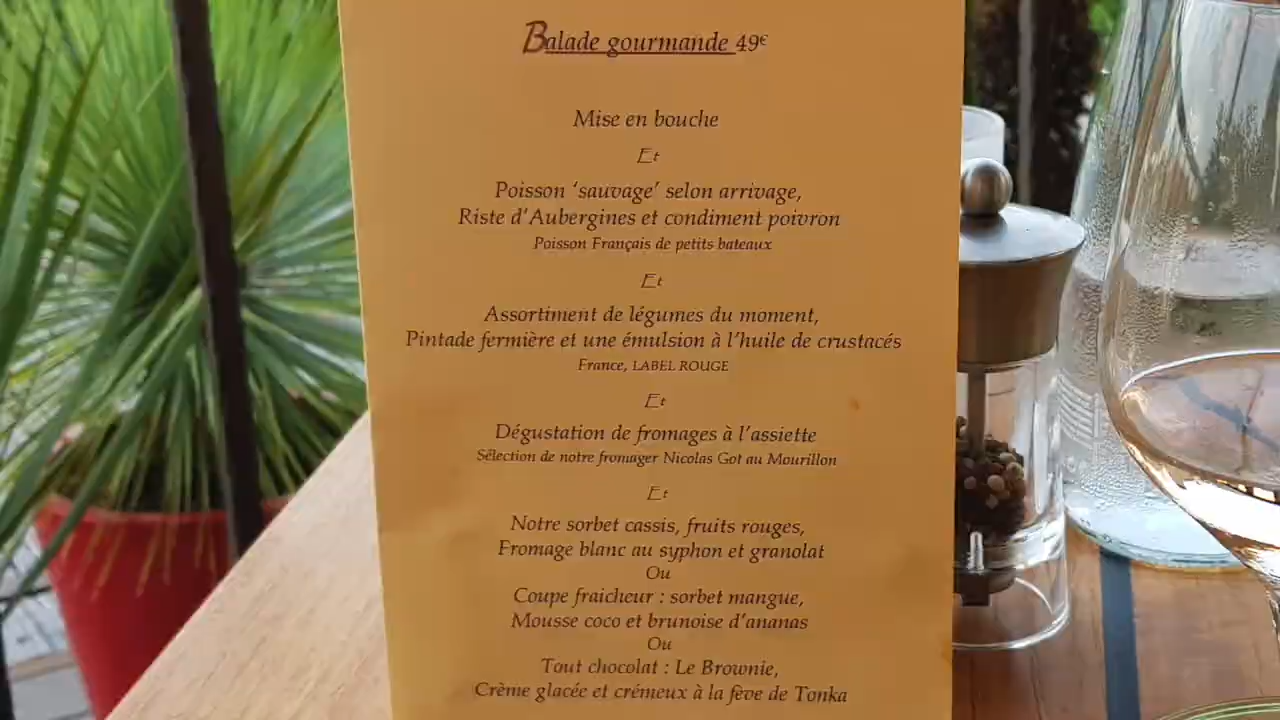 Balade gourmande 49€
Mise en bouche
Et
Poisson ‘sauvage’ selon arrivage,
Riste d’Aubergines et condiment poivron
Poisson Français de petits bateaux
Et
Assortiment de légumes du moment,
Pintade fermière et une émulsion à l’huile de crustacés
France, LABEL ROUGE
Et
Dégustation de fromages à l’assiette
Sélection de notre fromager Nicolas Got au Mourillon
Et
Notre sorbet cassis, fruits rouges,
Fromage blanc au syphon et granolat
Ou
Coupe fraicheur : sorbet mangue,
Mousse coco et brunoise d’ananas
Ou
Tout chocolat : Le Brownie,
Crème glacée et crémeux à la fève de Tonka